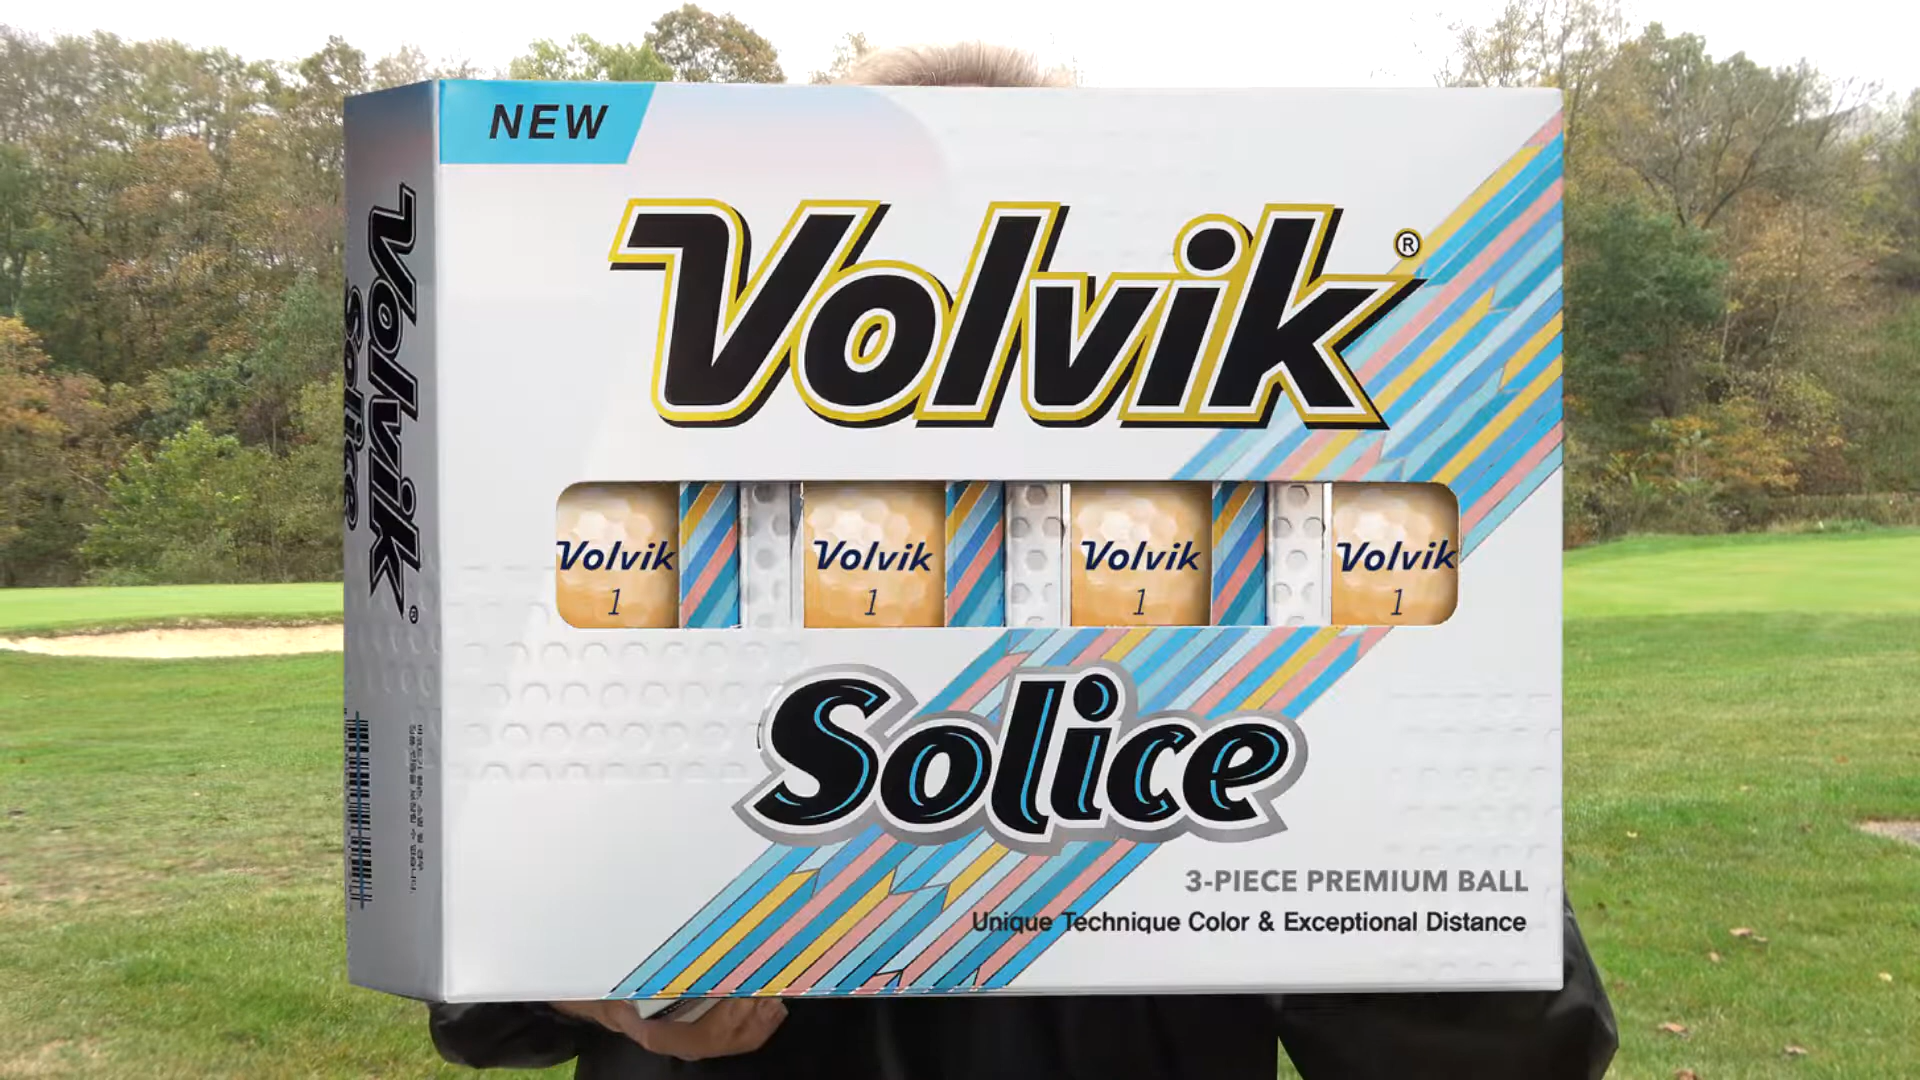 NEW
Volvik®
Volvik
1
Volvik
1
Volvik
1
Volvik
1
Solice
3-PIECE PREMIUM BALL
Unique Technique Color & Exceptional Distance
Volvik®
Solice